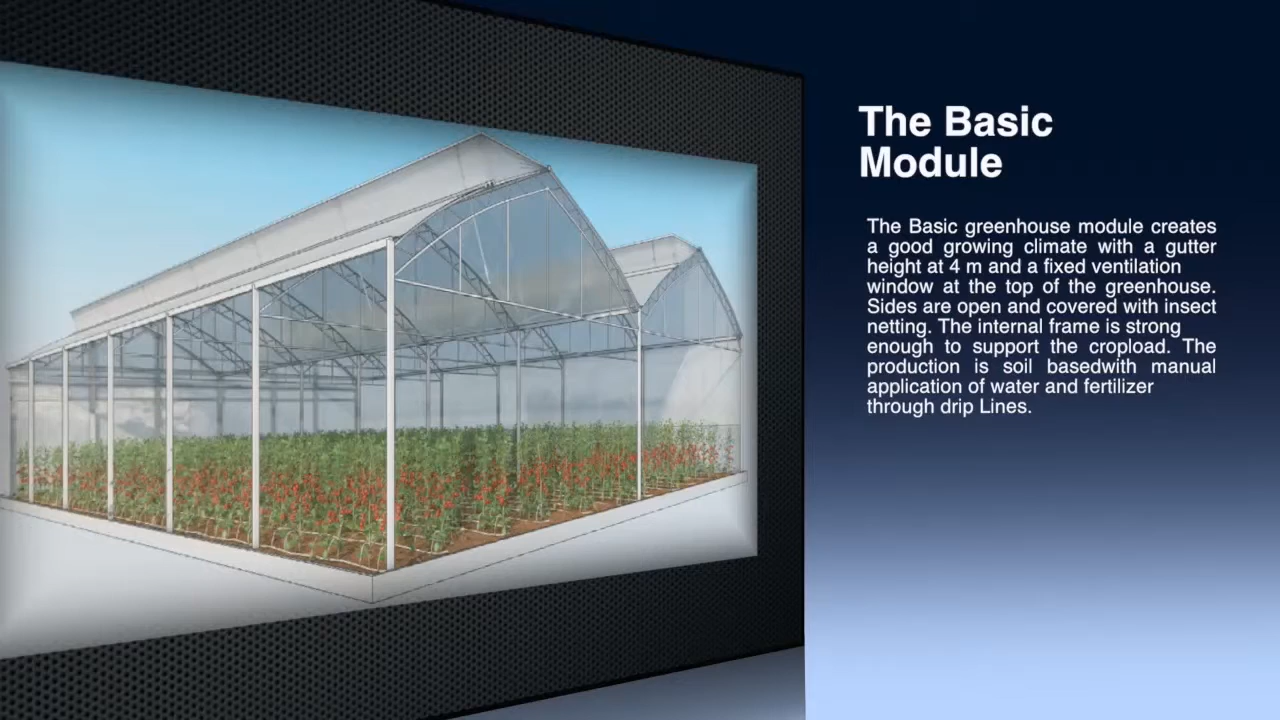 The Basic
Module
The Basic greenhouse module creates
a good growing climate with a gutter
height at 4 m and a fixed ventilation
window at the top of the greenhouse.
Sides are open and covered with insect
netting. The internal frame is strong
enough to support the cropload. The
production is soil basedwith manual
application of water and fertilizer
through drip Lines.